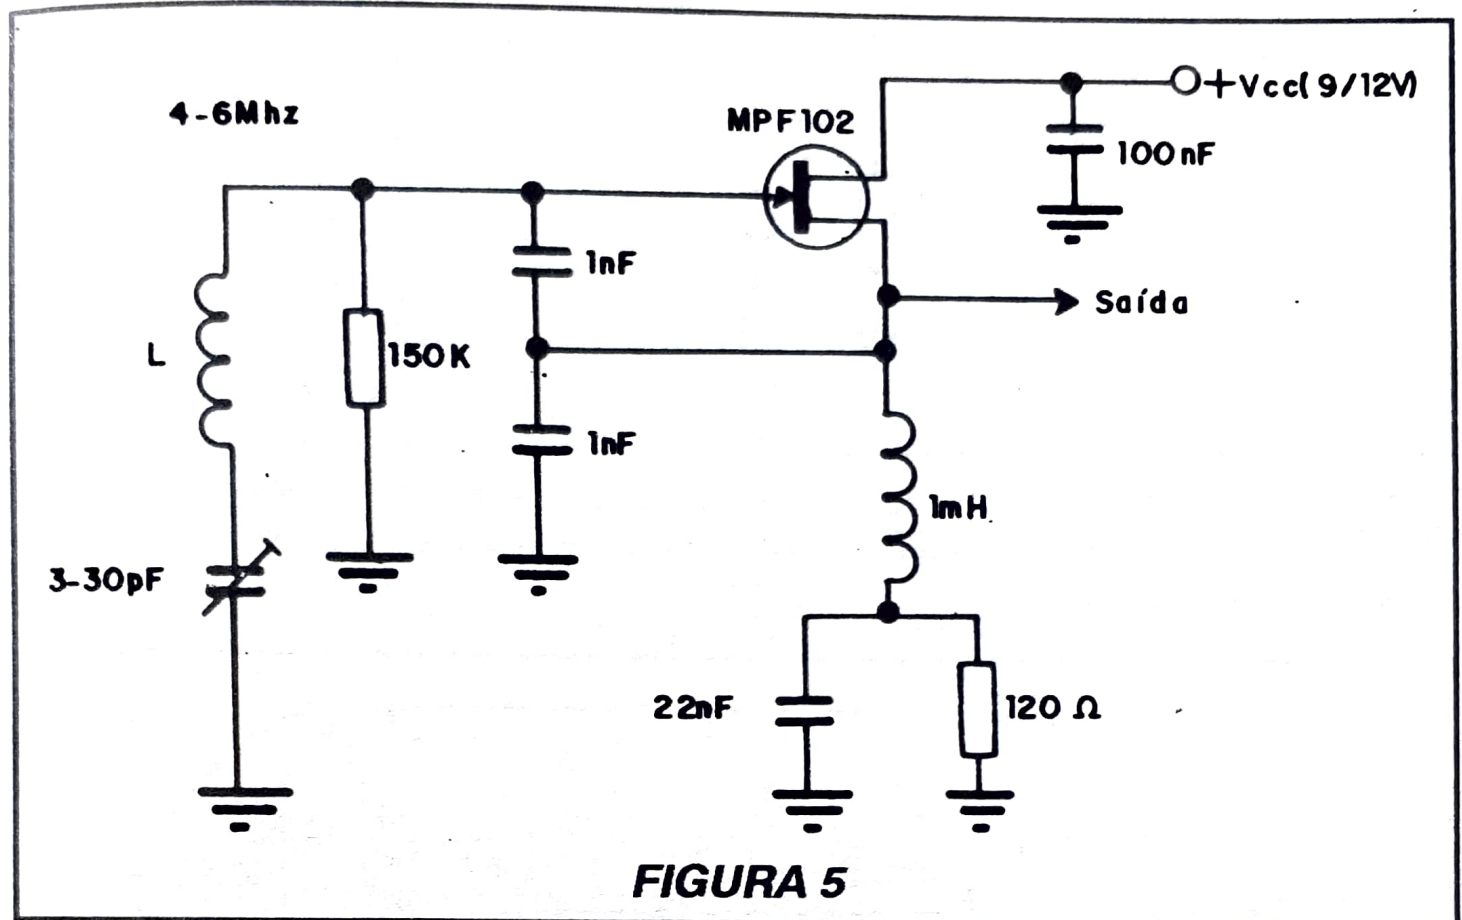 +Vcc(9/12V)
4-6Mhz
MPF102
100nF
1nF
Saída
L
150K
1nF
1mH
3-30pF
22nF
120 Ω
FIGURA 5